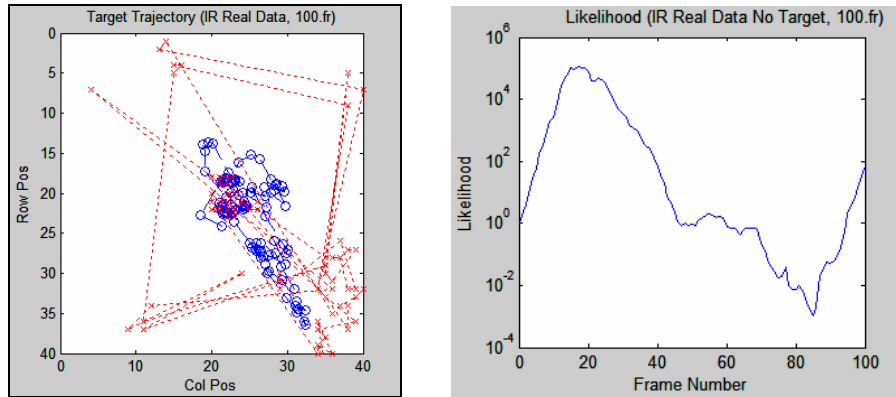 Target Trajectory (IR Real Data, 100.fr)
0
5
10
15
20
25
30
35
40
Row Pos
0 10 20 30 40
Col Pos
Likelihood (IR Real Data No Target, 100.fr)
10^6
10^4
10^2
10^0
10^-2
10^-4
Likelihood
0 20 40 60 80 100
Frame Number